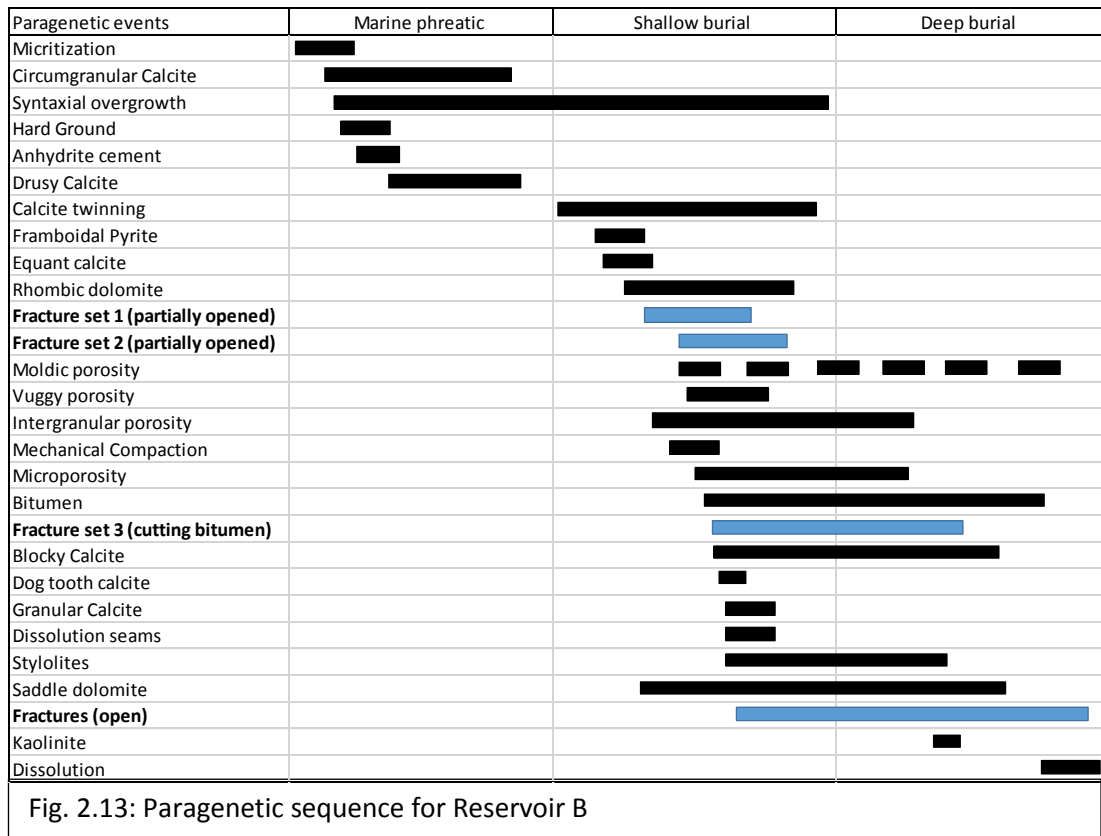 Paragenetic events Marine phreatic Shallow burial Deep burial
Micritization
Circumgranular Calcite
Syntaxial overgrowth
Hard Ground
Anhydrite cement
Drusy Calcite
Calcite twinning
Framboidal Pyrite
Equant calcite
Rhombic dolomite
Fracture set 1 (partially opened)
Fracture set 2 (partially opened)
Moldic porosity
Vuggy porosity
Intergranular porosity
Mechanical Compaction
Microporosity
Bitumen
Fracture set 3 (cutting bitumen)
Blocky Calcite
Dog tooth calcite
Granular Calcite
Dissolution seams
Stylolites
Saddle dolomite
Fractures (open)
Kaolinite
Dissolution
Fig. 2.13: Paragenetic sequence for Reservoir B